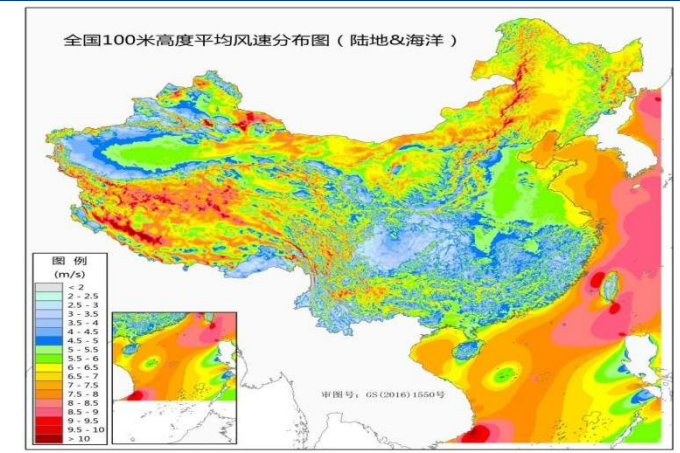 全国100米高度平均风速分布图（陆地&海洋）
图 例
(m/s)
< 2
2 - 2.5
2.5 - 3
3 - 3.5
3.5 - 4
4 - 4.5
4.5 - 5
5 - 5.5
5.5 - 6
6 - 6.5
6.5 - 7
7 - 7.5
7.5 - 8
8 - 8.5
8.5 - 9
9 - 9.5
9.5 - 10
> 10
审图号：GS(2016)1550号